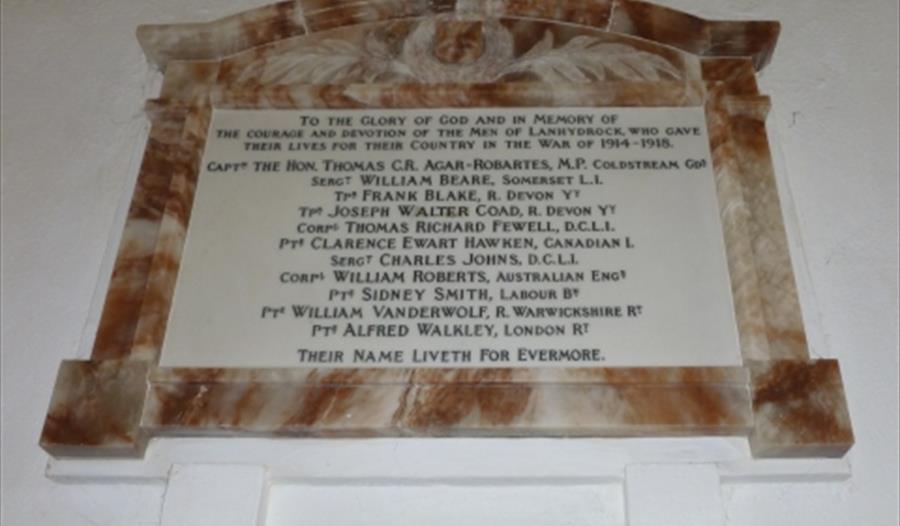 To the Glory of God and in Memory of
the courage and devotion of the Men of Lanhydrock, who gave
their lives for their Country in the War of 1914-1918.
Captn the Hon. Thomas C.R. Agar-Robartes, M.P. Coldstream Gds
Sergt William Beare, Somerset L.I.
Tpr Frank Blake, R. Devon Yy
Tpr Joseph Walter Coad, R. Devon Yy
Corpl Thomas Richard Fewell, D.C.L.I.
Pte Clarence Ewart Hawken, Canadian I.
Sergt Charles Johns, D.C.L.I.
Corpl William Roberts, Australian Engs
Pte Sidney Smith, Labour Bn
Pte William Vanderwolf, R. Warwickshire Rt
Pte Alfred Walkley, London Rt
Their Name Liveth For Evermore.